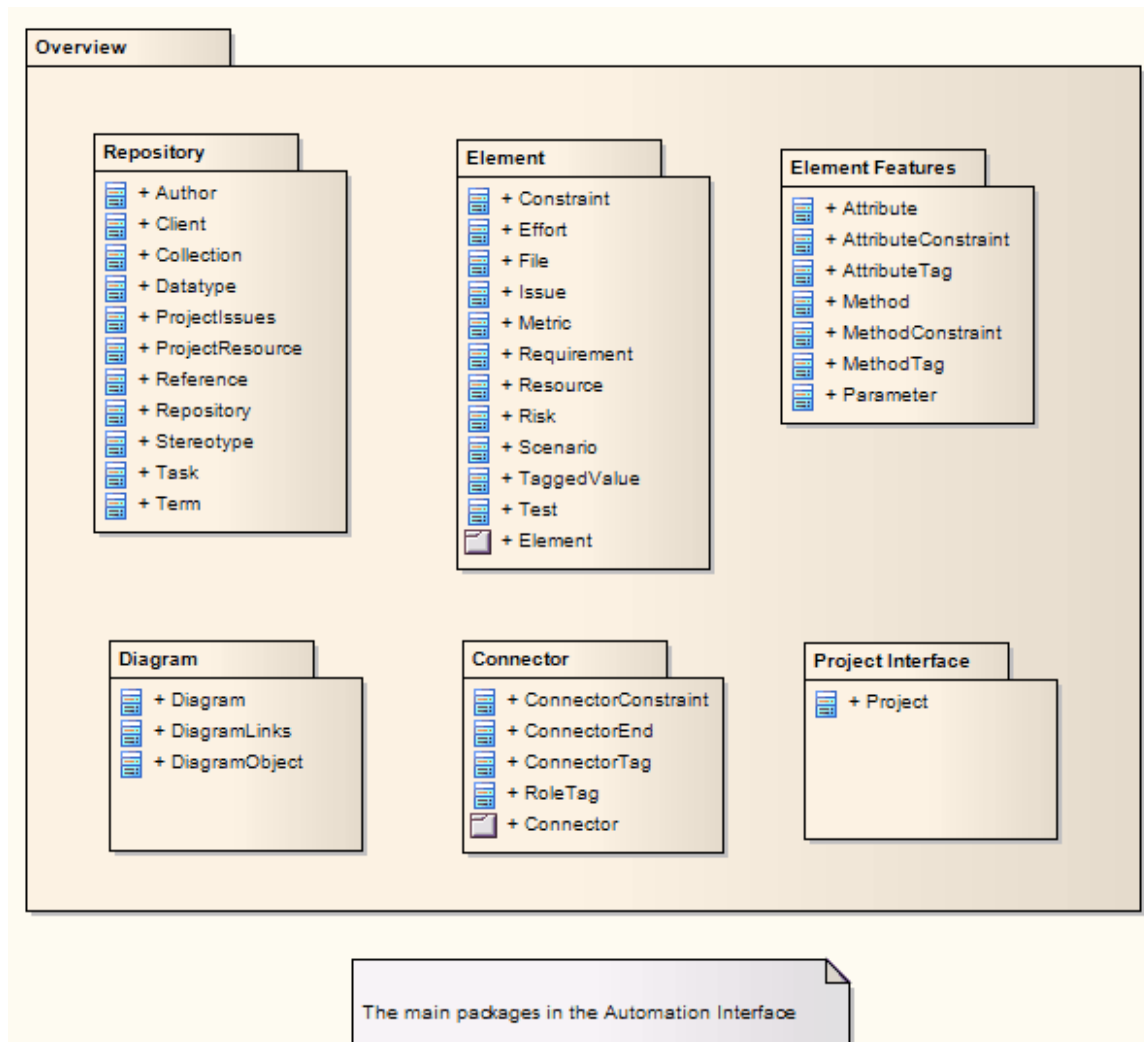 Overview
Repository
+ Author
+ Client
+ Collection
+ Datatype
+ ProjectIssues
+ ProjectResource
+ Reference
+ Repository
+ Stereotype
+ Task
+ Term
Element
+ Constraint
+ Effort
+ File
+ Issue
+ Metric
+ Requirement
+ Resource
+ Risk
+ Scenario
+ TaggedValue
+ Test
+ Element
Element Features
+ Attribute
+ AttributeConstraint
+ AttributeTag
+ Method
+ MethodConstraint
+ MethodTag
+ Parameter
Diagram
+ Diagram
+ DiagramLinks
+ DiagramObject
Connector
+ ConnectorConstraint
+ ConnectorEnd
+ ConnectorTag
+ RoleTag
+ Connector
Project Interface
+ Project
The main packages in the Automation Interface